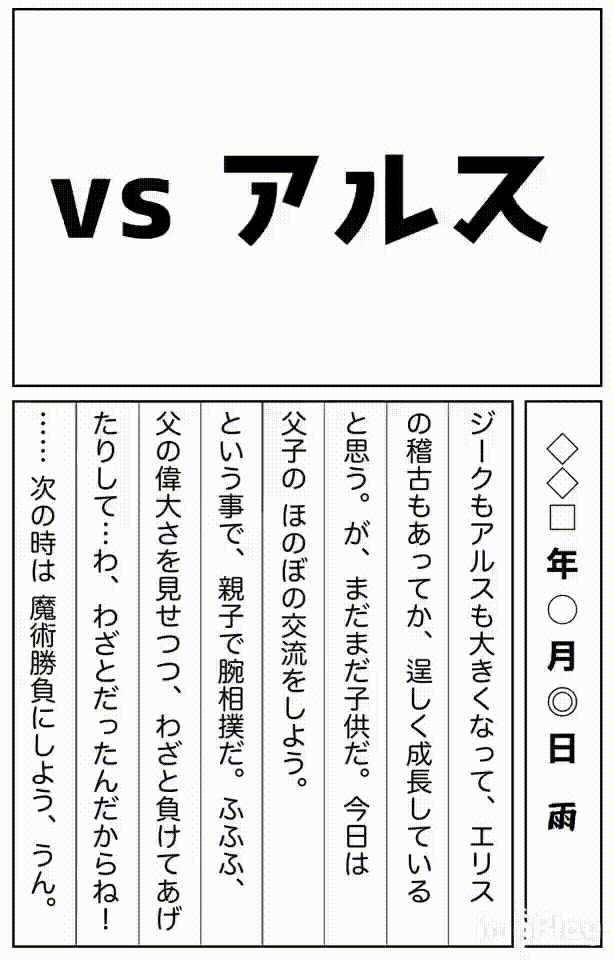 vs アルス
◇◇□年○月◎日 雨
ジークもアルスも大きくなって、エリス
の稽古もあってか、逞しく成長している
と思う。が、まだまだ子供だ。今日は
父子の ほのぼの交流をしよう。
という事で、親子で腕相撲だ。ふふふ、
父の偉大さを見せつつ、わざと負けてあげ
たりして…わ、わざとだったんだからね！
…… 次の時は 魔術勝負にしよう、うん。
imgPlay